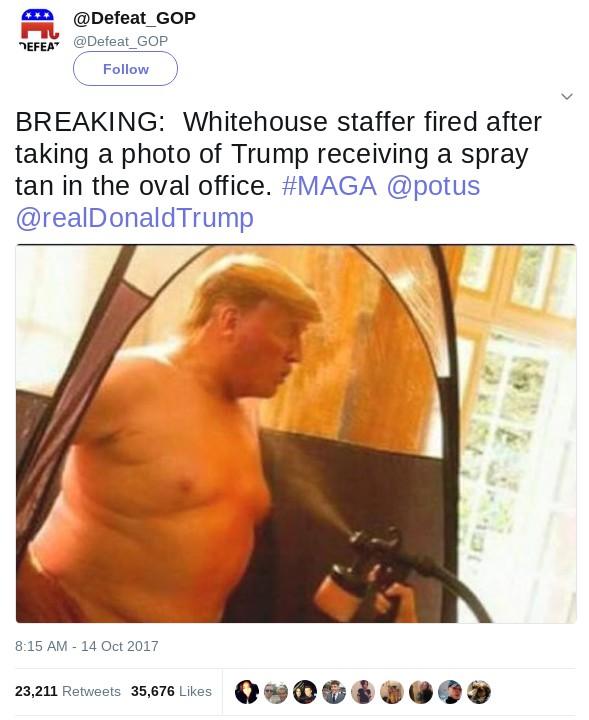 @Defeat_GOP
DEFEAT
@Defeat_GOP
Follow
BREAKING:  Whitehouse staffer fired after
taking a photo of Trump receiving a spray
tan in the oval office. #MAGA @potus
@realDonaldTrump
8:15 AM - 14 Oct 2017
23,211 Retweets 35,676 Likes